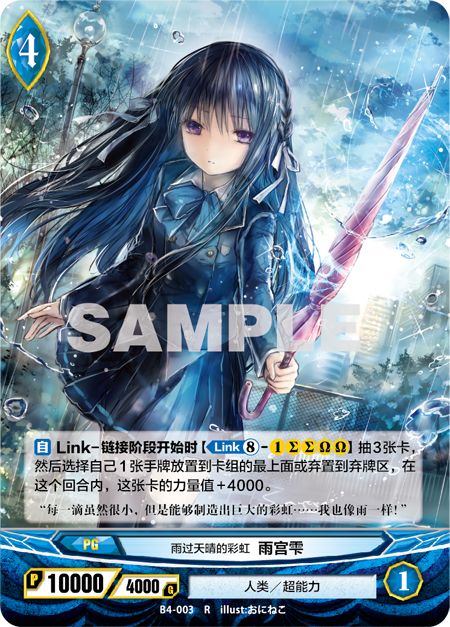 4
SAMPLE
自 Link-链接阶段开始时【Link⑧-1ΣΣΩΩ】抽3张卡,
然后选择自己1张手牌放置到卡组的最上面或弃置到弃牌区, 在
这个回合内, 这张卡的力量值+4000。
“每一滴虽然很小, 但是能够制造出巨大的彩虹……我也像雨一样!”
PG 雨过天晴的彩虹 雨宫雫
P 10000 / 4000 G 人类/超能力 1
B4-003 R illust:おにねこ